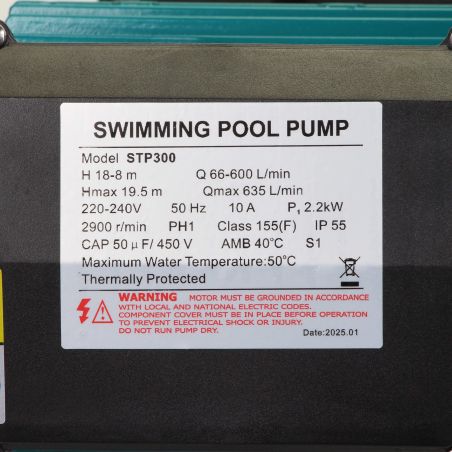 SWIMMING POOL PUMP
Model STP300
H 18-8 m Q 66-600 L/min
Hmax 19.5 m Qmax 635 L/min
220-240V 50 Hz 10 A P₁ 2.2kW
2900 r/min PH1 Class 155(F) IP 55
CAP 50 μF/ 450 V AMB 40°C S1
Maximum Water Temperature:50°C
Thermally Protected
WARNING MOTOR MUST BE GROUNDED IN ACCORDANCE
WITH LOCAL AND NATIONAL ELECTRIC CODES.
COMPONENT COVER MUST BE IN PLACE BEFORE OPERATION
TO PREVENT ELECTRICAL SHOCK OR INJURY.
DO NOT RUN PUMP DRY.
Date:2025.01